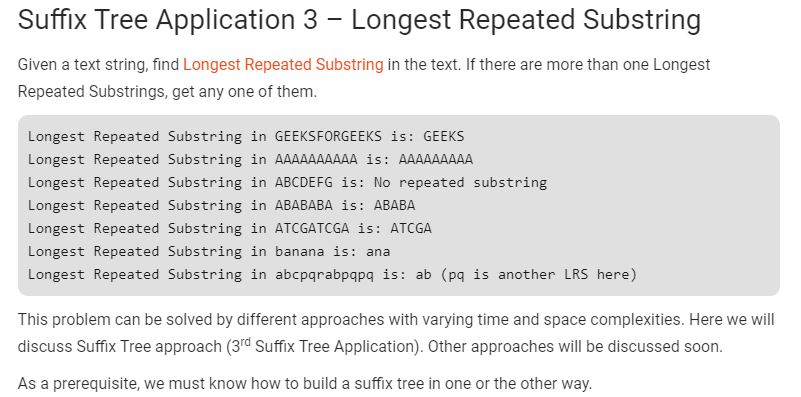 Suffix Tree Application 3 – Longest Repeated Substring
Given a text string, find Longest Repeated Substring in the text. If there are more than one Longest
Repeated Substrings, get any one of them.
Longest Repeated Substring in GEEKSFORGEEKS is: GEEKS
Longest Repeated Substring in AAAAAAAAAA is: AAAAAAAAA
Longest Repeated Substring in ABCDEFG is: No repeated substring
Longest Repeated Substring in ABABABA is: ABABA
Longest Repeated Substring in ATCGATCGA is: ATCGA
Longest Repeated Substring in banana is: ana
Longest Repeated Substring in abcpqrabpqpq is: ab (pq is another LRS here)
This problem can be solved by different approaches with varying time and space complexities. Here we will
discuss Suffix Tree approach (3rd Suffix Tree Application). Other approaches will be discussed soon.
As a prerequisite, we must know how to build a suffix tree in one or the other way.